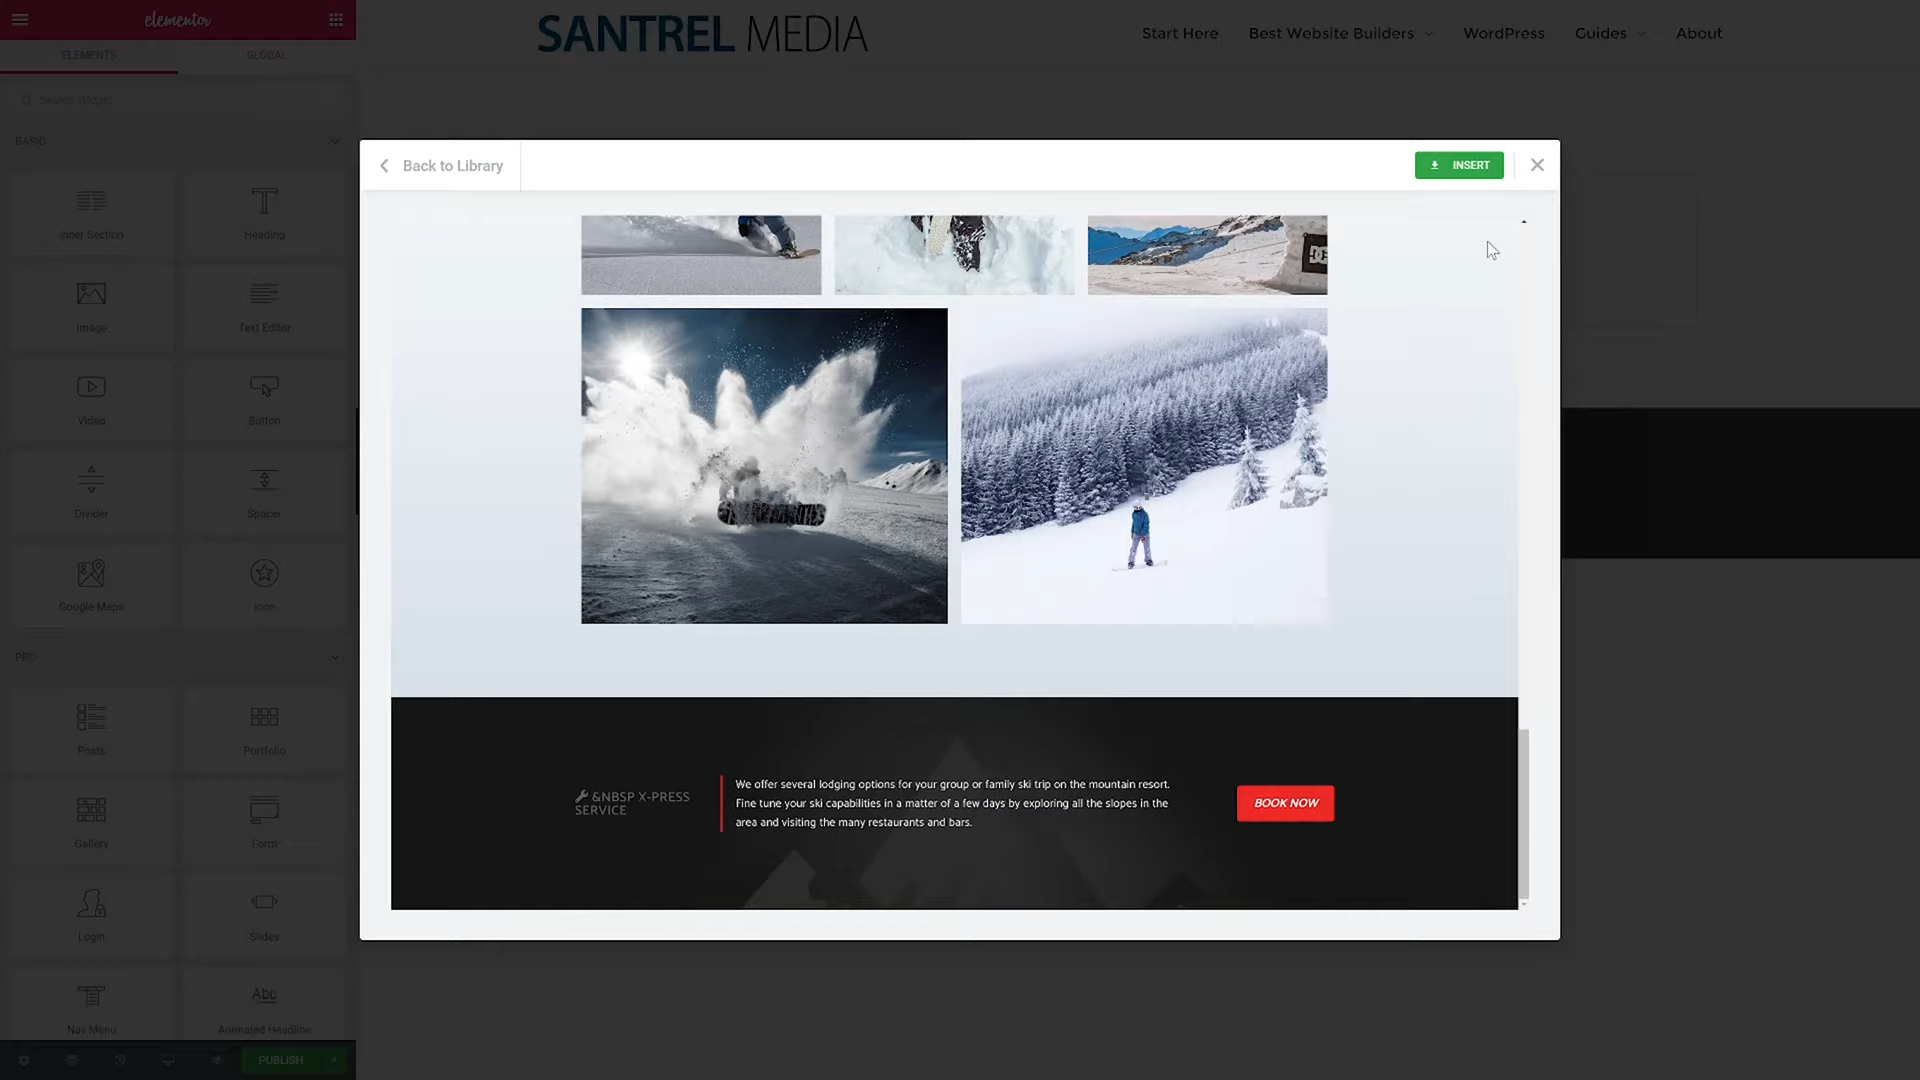 elementor
SANTREL MEDIA
Start Here
Best Website Builders
WordPress
Guides
About
ELEMENTS
GLOBAL
Search Widget
BASIC
Back to Library
INSERT
Inner Section
Heading
DC
Image
Text Editor
Video
Button
Divider
Spacer
Google Maps
Icon
PRO
Posts
Portfolio
&NBSP X-PRESS
SERVICE
We offer several lodging options for your group or family ski trip on the mountain resort.
Fine tune your ski capabilities in a matter of a few days by exploring all the slopes in the
area and visiting the many restaurants and bars.
BOOK NOW
Gallery
Form
Login
Slides
Abc
Nav Menu
Animated Headline
PUBLISH